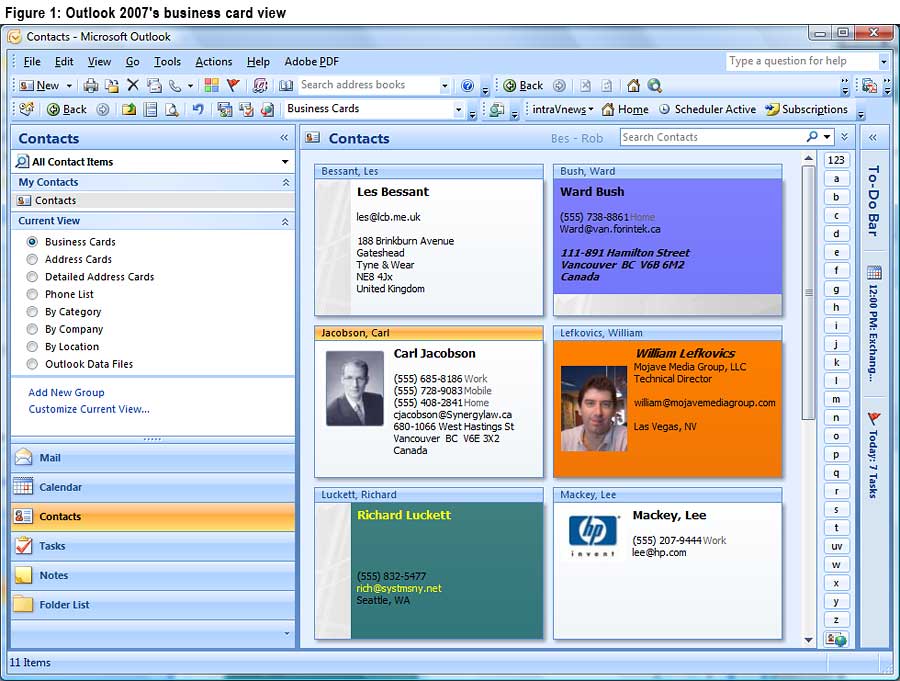 Figure 1: Outlook 2007's business card view
Contacts - Microsoft Outlook
File Edit View Go Tools Actions Help Adobe PDF
Type a question for help
New Search address books Back
Back Business Cards intraVnews Home Scheduler Active Subscriptions
Contacts
All Contact Items
My Contacts
Contacts
Current View
Business Cards
Address Cards
Detailed Address Cards
Phone List
By Category
By Company
By Location
Outlook Data Files
Add New Group
Customize Current View...
Mail
Calendar
Contacts
Tasks
Notes
Folder List
11 Items
Contacts Bes - Rob Search Contacts
Bessant, Les
Les Bessant
les@lcb.me.uk
188 Brinkburn Avenue
Gateshead
Tyne & Wear
NE8 4Jx
United Kingdom
Bush, Ward
Ward Bush
(555) 738-8861 Home
Ward@van.forintek.ca
111-891 Hamilton Street
Vancouver BC V6B 6M2
Canada
Jacobson, Carl
Carl Jacobson
(555) 685-8186 Work
(555) 728-9083 Mobile
(555) 408-2841 Home
cjacobson@Synergylaw.ca
680-1066 West Hastings St
Vancouver BC V6E 3X2
Canada
Lefkovics, William
William Lefkovics
Mojave Media Group, LLC
Technical Director
william@mojavemediagroup.com
Las Vegas, NV
Luckett, Richard
Richard Luckett
(555) 832-5477
rich@systmsny.net
Seattle, WA
Mackey, Lee
hp
invent
Mackey, Lee
(555) 207-9444 Work
lee@hp.com
123
a
b
c
d
e
f
g
h
i
j
k
l
m
n
o
p
q
r
s
t
uv
w
x
y
z
To-Do Bar
12:00 PM: Exchang...
Today: 7 Tasks